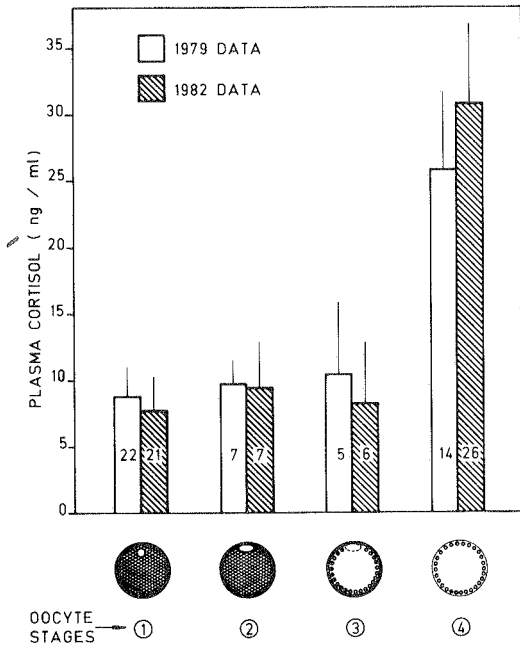 35
30
25
20
15
10
5
0
PLASMA CORTISOL ( ng / ml )
1979 DATA
1982 DATA
22 21 7 7 5 6 14 26
OOCYTE
STAGES 1 2 3 4